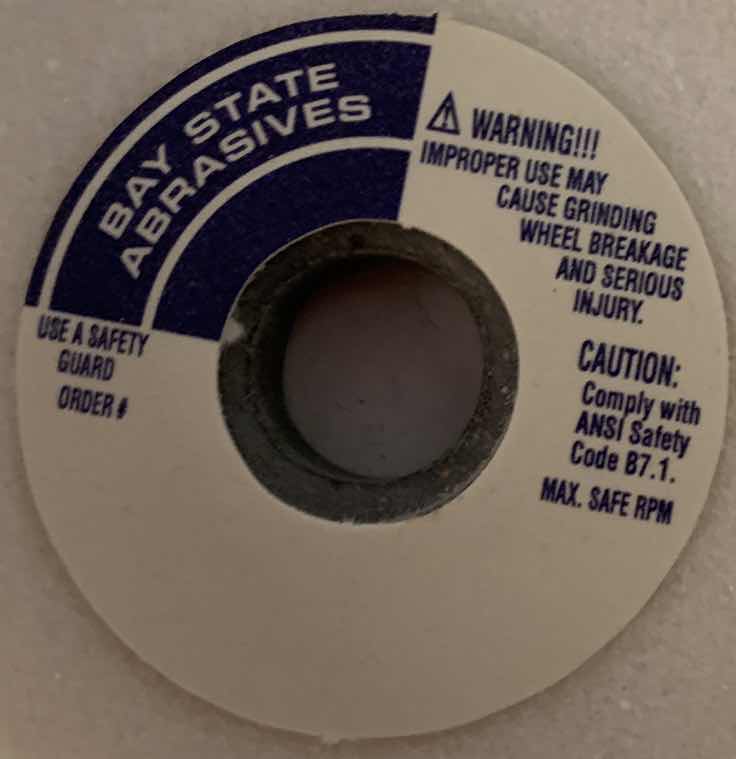 BAY STATE
ABRASIVES
WARNING!!!
IMPROPER USE MAY
CAUSE GRINDING
WHEEL BREAKAGE
AND SERIOUS
INJURY.
CAUTION:
Comply with
ANSI Safety
Code B7.1.
MAX. SAFE RPM
USE A SAFETY
GUARD
ORDER #